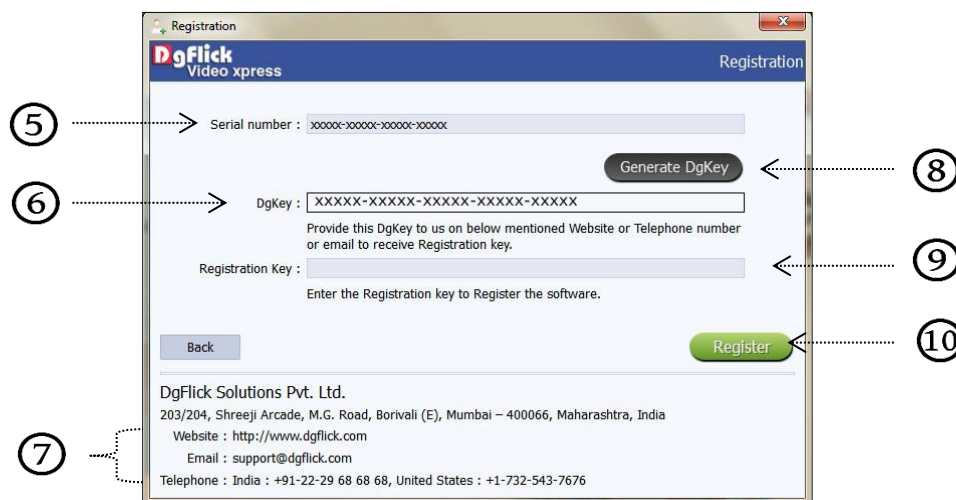 Registration
DgFlick
Video xpress
Registration
5
Serial number : xxxxx-xxxxx-xxxxx-xxxxx
Generate DgKey
8
6
DgKey : XXXXX-XXXXX-XXXXX-XXXXX-XXXXX
Provide this DgKey to us on below mentioned Website or Telephone number
or email to receive Registration key.
Registration Key :
9
Enter the Registration key to Register the software.
Back
Register
10
DgFlick Solutions Pvt. Ltd.
203/204, Shreeji Arcade, M.G. Road, Borivali (E), Mumbai – 400066, Maharashtra, India
7
Website : http://www.dgflick.com
Email : support@dgflick.com
Telephone : India : +91-22-29 68 68 68, United States : +1-732-543-7676